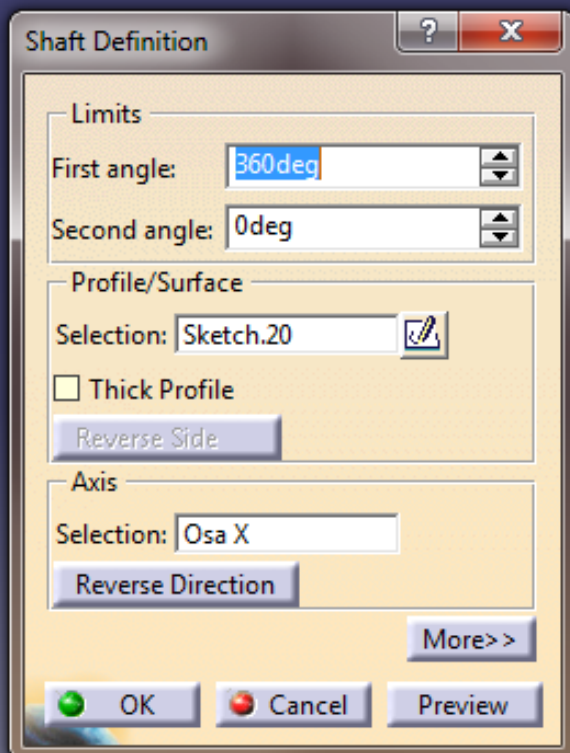 Shaft Definition
?
X
Limits
First angle: 360deg
Second angle: 0deg
Profile/Surface
Selection: Sketch.20
Thick Profile
Reverse Side
Axis
Selection: Osa X
Reverse Direction
More>>
OK Cancel Preview